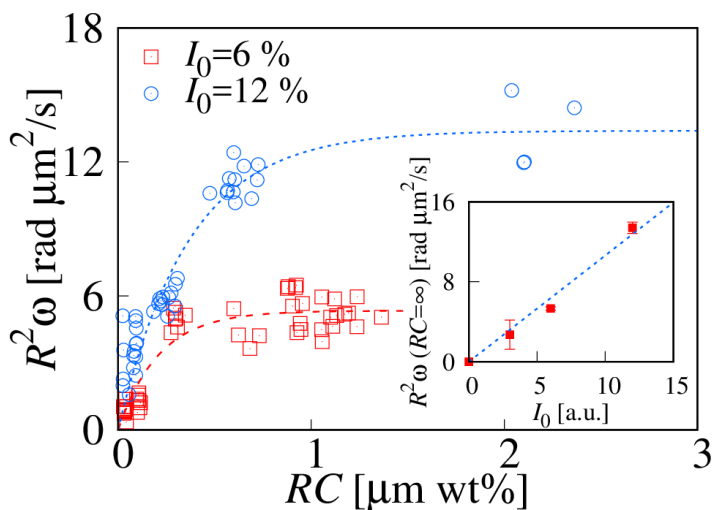 18
12
6
0
R²ω [rad μm²/s]
I₀=6 %
I₀=12 %
0 1 2 3
RC [μm wt%]
16
8
0
R²ω (RC=∞) [rad μm²/s]
0 5 10 15
I₀ [a.u.]